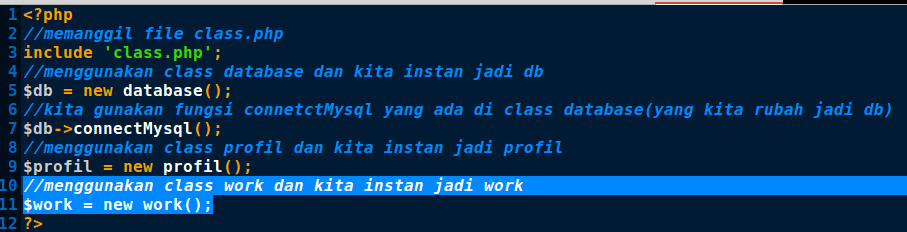 1 <?php
2 //memanggil file class.php
3 include 'class.php';
4 //menggunakan class database dan kita instan jadi db
5 $db = new database();
6 //kita gunakan fungsi connetctMysql yang ada di class database(yang kita rubah jadi db)
7 $db->connectMysql();
8 //menggunakan class profil dan kita instan jadi profil
9 $profil = new profil();
10 //menggunakan class work dan kita instan jadi work
11 $work = new work();
12 ?>